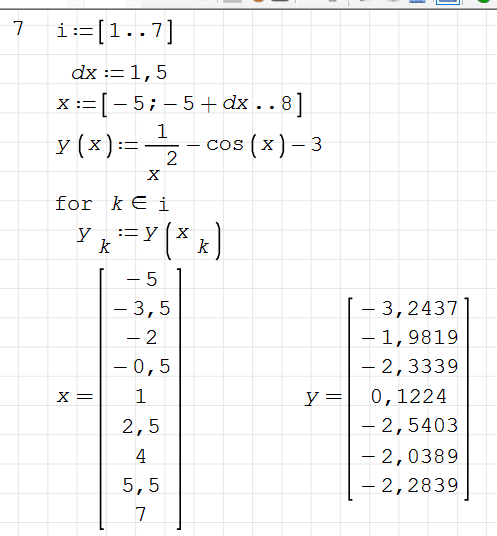 7 i:=[1..7]
dx:=1,5
x:=[-5;-5+dx..8]
y(x):=1/x^2-cos(x)-3
for k∈i
y_k:=y(x_k)
x=[-5
-3,5
-2
-0,5
1
2,5
4
5,5
7]
y=[-3,2437
-1,9819
-2,3339
0,1224
-2,5403
-2,0389
-2,2839]